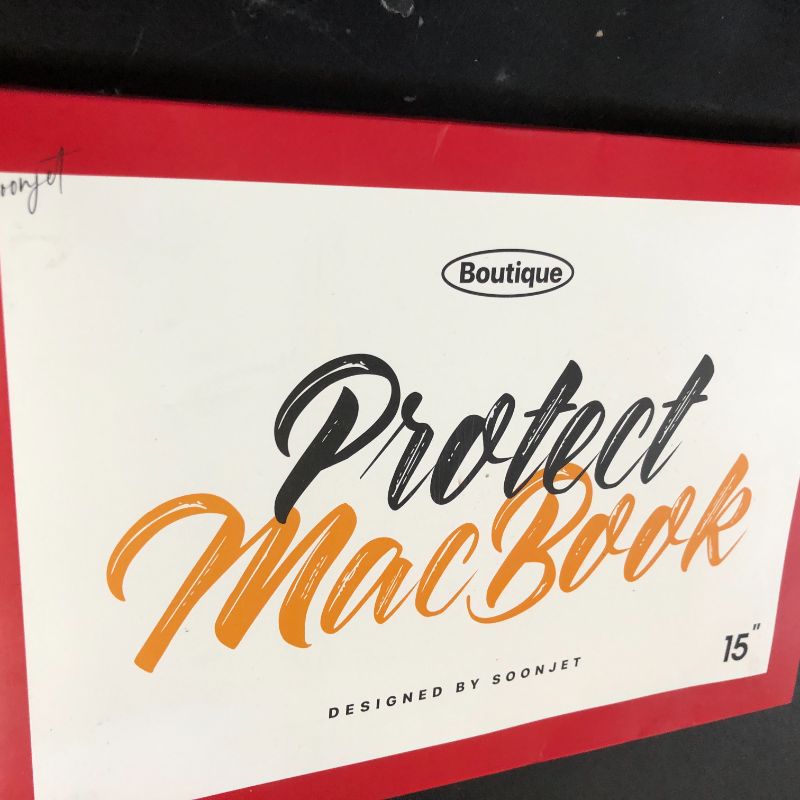 oonjet
Boutique
Protect
MacBook
15"
DESIGNED BY SOONJET